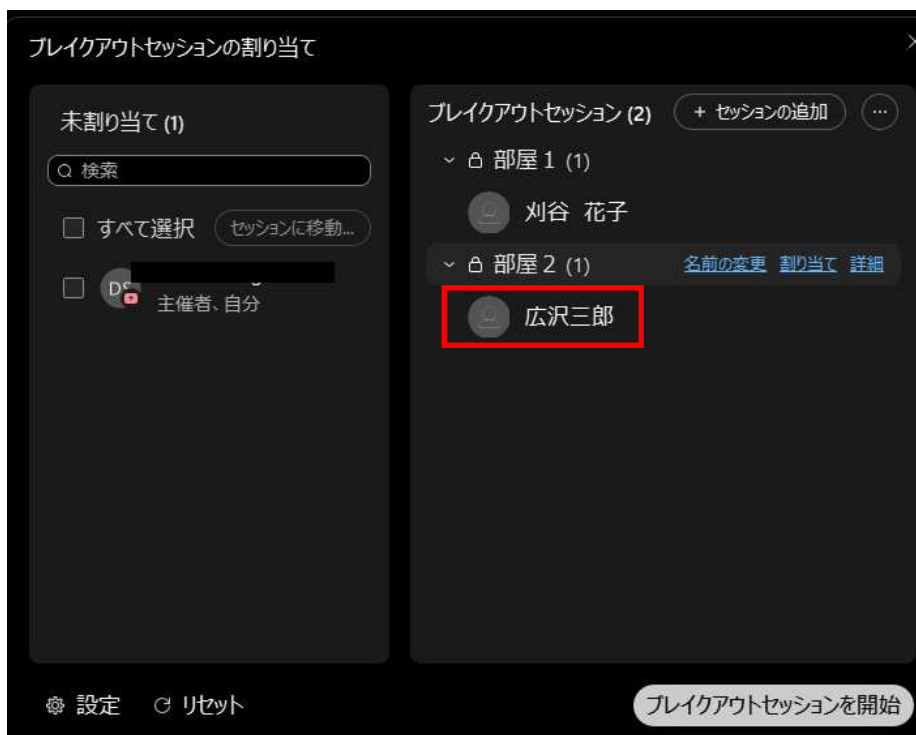 ブレイクアウトセッションの割り当て
未割り当て (1)
検索
すべて選択 セッションに移動...
DS
主催者、自分
ブレイクアウトセッション (2) + セッションの追加 ...
部屋１ (1)
刈谷 花子
部屋２ (1) 名前の変更 割り当て 詳細
広沢三郎
設定 リセット
ブレイクアウトセッションを開始